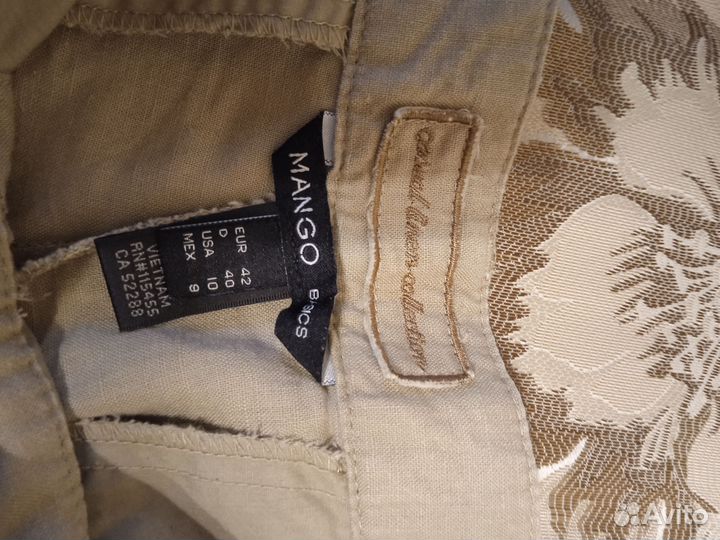 MANGO
BASICS
EUR 42
D 40
USA 10
MEX 9
VIETNAM
RN#115455
CA 52288
casual linen collection
Avito